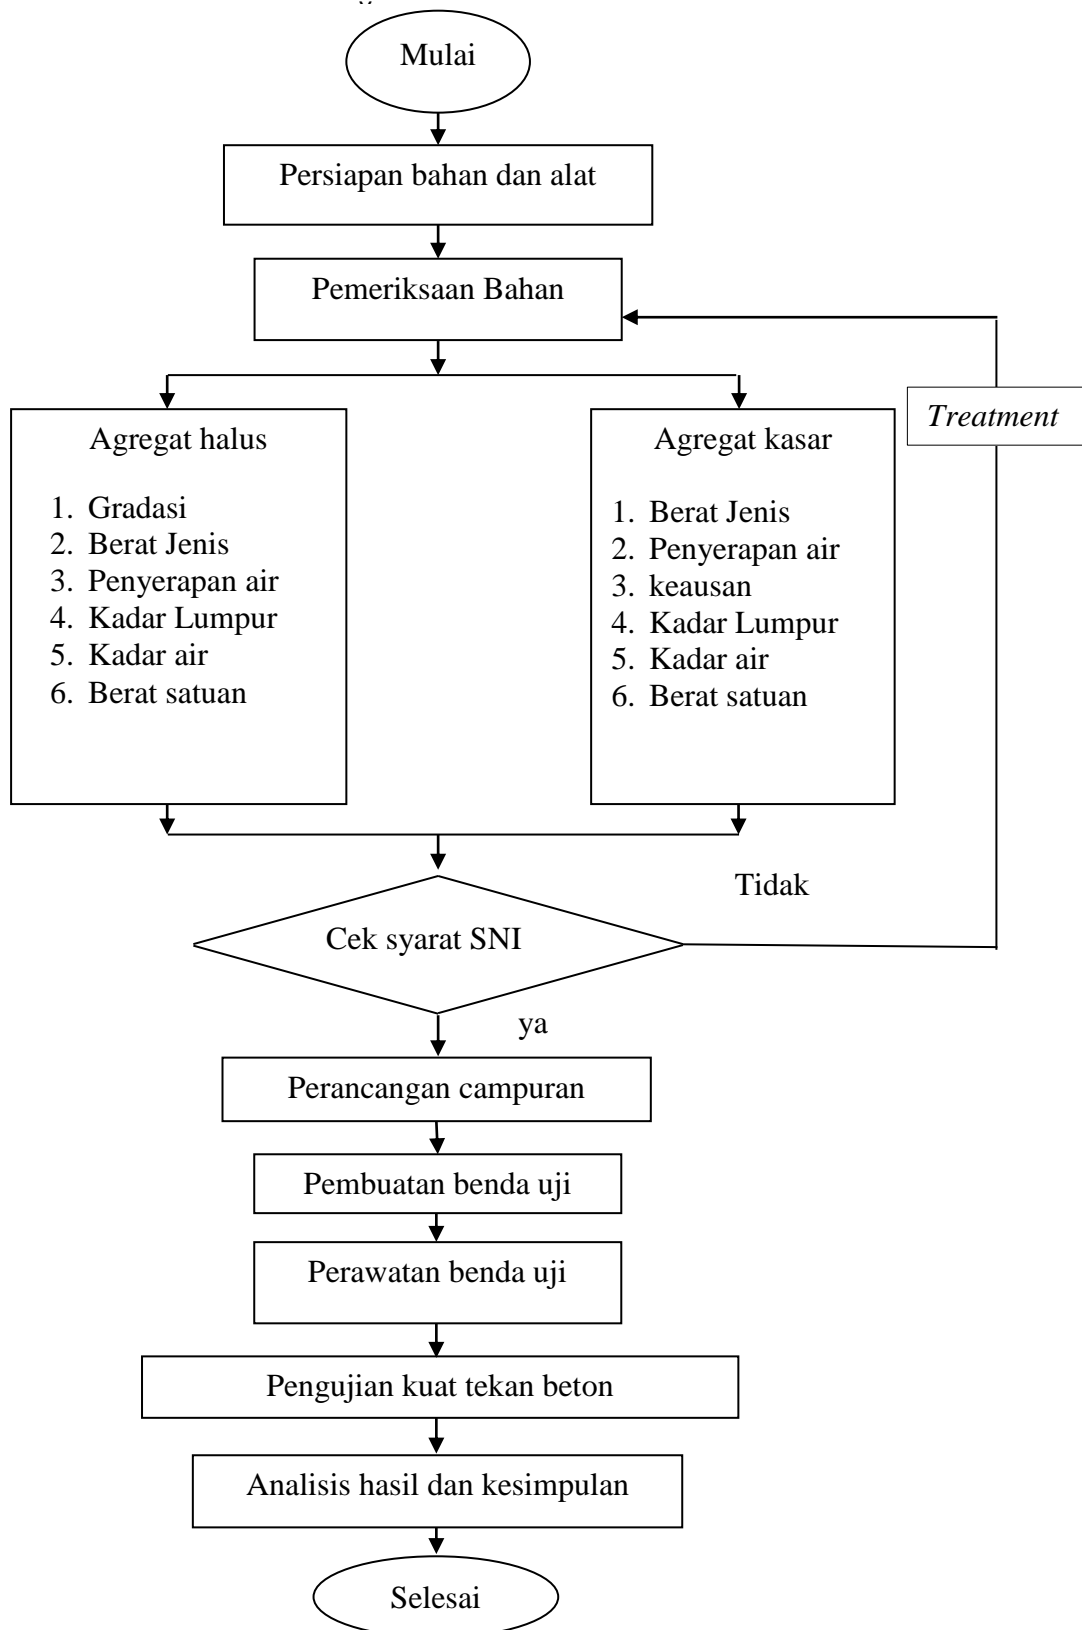 Mulai
Persiapan bahan dan alat
Pemeriksaan Bahan
Treatment
Agregat halus
1. Gradasi
2. Berat Jenis
3. Penyerapan air
4. Kadar Lumpur
5. Kadar air
6. Berat satuan
Agregat kasar
1. Berat Jenis
2. Penyerapan air
3. keausan
4. Kadar Lumpur
5. Kadar air
6. Berat satuan
Tidak
Cek syarat SNI
ya
Perancangan campuran
Pembuatan benda uji
Perawatan benda uji
Pengujian kuat tekan beton
Analisis hasil dan kesimpulan
Selesai